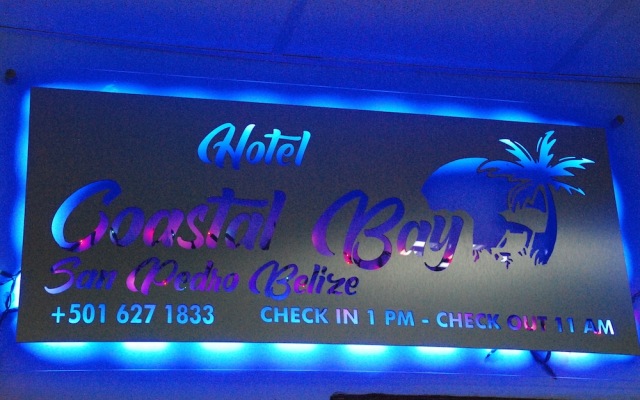 Hotel
Coastal Bay
San Pedro Belize
+501 627 1833 CHECK IN 1 PM - CHECK OUT 11 AM